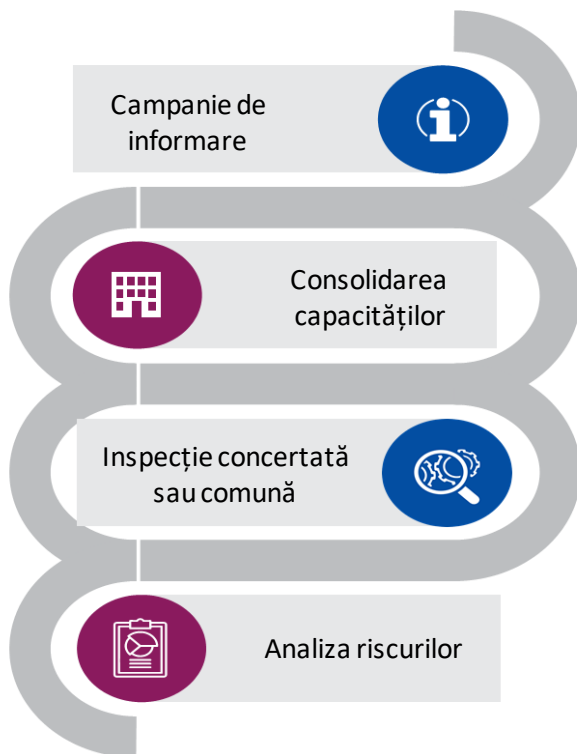 Campanie de
informare
Consolidarea
capacităților
Inspecție concertată
sau comună
Analiza riscurilor